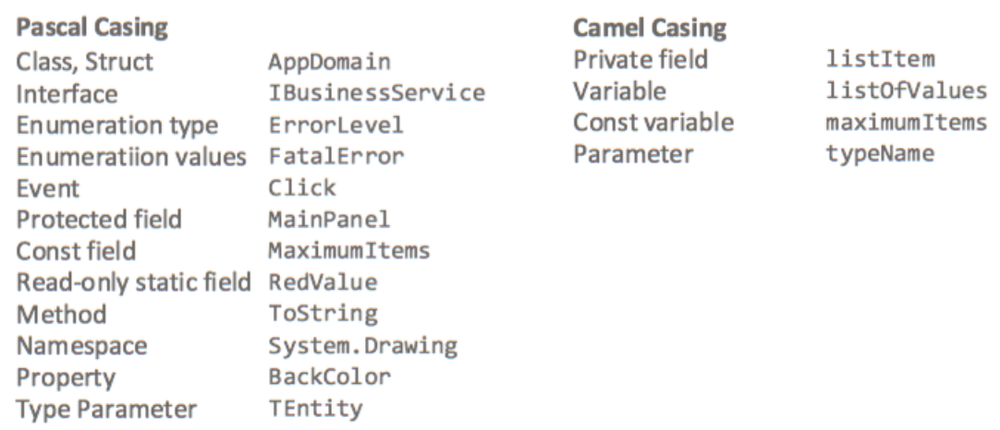 Pascal Casing
Class, Struct AppDomain
Interface IBusinessService
Enumeration type ErrorLevel
Enumeratiion values FatalError
Event Click
Protected field MainPanel
Const field MaximumItems
Read-only static field RedValue
Method ToString
Namespace System.Drawing
Property BackColor
Type Parameter TEntity
Camel Casing
Private field listItem
Variable listOfValues
Const variable maximumItems
Parameter typeName